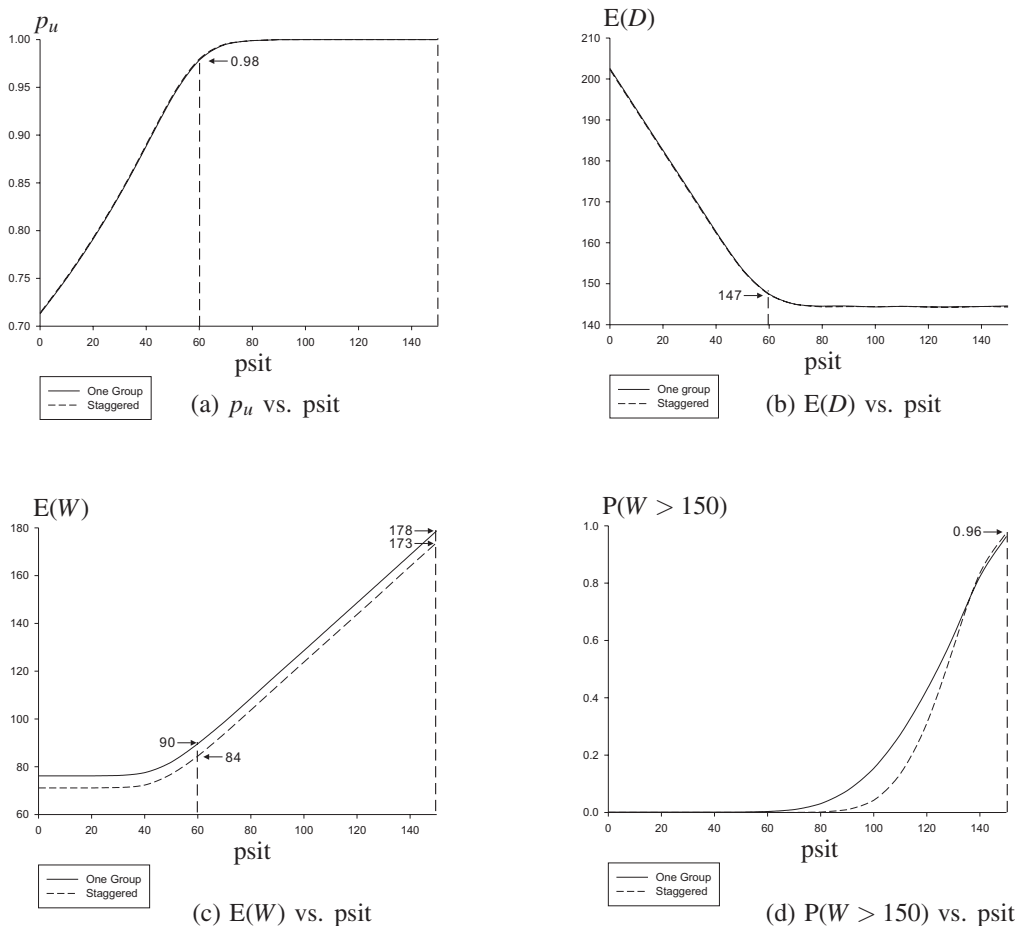 p_u
1.00
0.95
0.90
0.85
0.80
0.75
0.70
0.98
0 20 40 60 80 100 120 140
psit
One Group
Staggered
(a) p_u vs. psit
E(D)
210
200
190
180
170
160
150
140
147
0 20 40 60 80 100 120 140
psit
One group
Staggered
(b) E(D) vs. psit
E(W)
180
160
140
120
100
80
60
178
173
90
84
0 20 40 60 80 100 120 140
psit
One Group
Staggered
(c) E(W) vs. psit
P(W > 150)
1.0
0.8
0.6
0.4
0.2
0.0
0.96
0 20 40 60 80 100 120 140
psit
One Group
Staggered
(d) P(W > 150) vs. psit